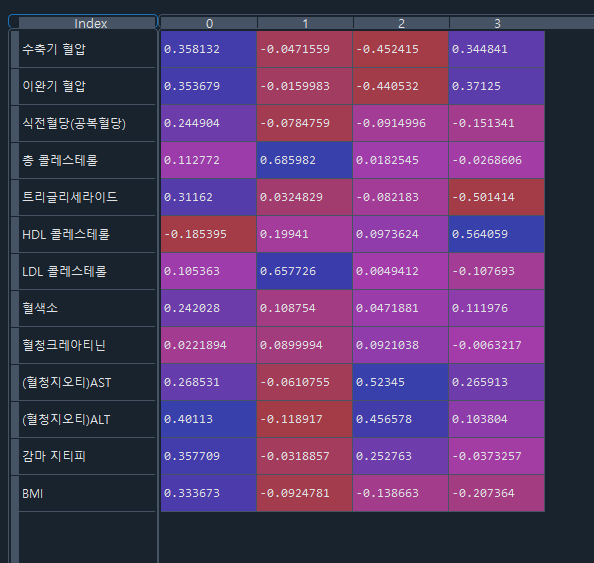 Index 0 1 2 3
수축기 혈압 0.358132 -0.0471559 -0.452415 0.344841
이완기 혈압 0.353679 -0.0159983 -0.440532 0.37125
식전혈당(공복혈당) 0.244904 -0.0784759 -0.0914996 -0.151341
총 콜레스테롤 0.112772 0.685982 0.0182545 -0.0268606
트리글리세라이드 0.31162 0.0324829 -0.082183 -0.501414
HDL 콜레스테롤 -0.185395 0.19941 0.0973624 0.564059
LDL 콜레스테롤 0.105363 0.657726 0.0049412 -0.107693
혈색소 0.242028 0.108754 0.0471881 0.111976
혈청크레아티닌 0.0221894 0.0899994 0.0921038 -0.0063217
(혈청지오티)AST 0.268531 -0.0610755 0.52345 0.265913
(혈청지오티)ALT 0.40113 -0.118917 0.456578 0.103804
감마 지티피 0.357709 -0.0318857 0.252763 -0.0373257
BMI 0.333673 -0.0924781 -0.138663 -0.207364